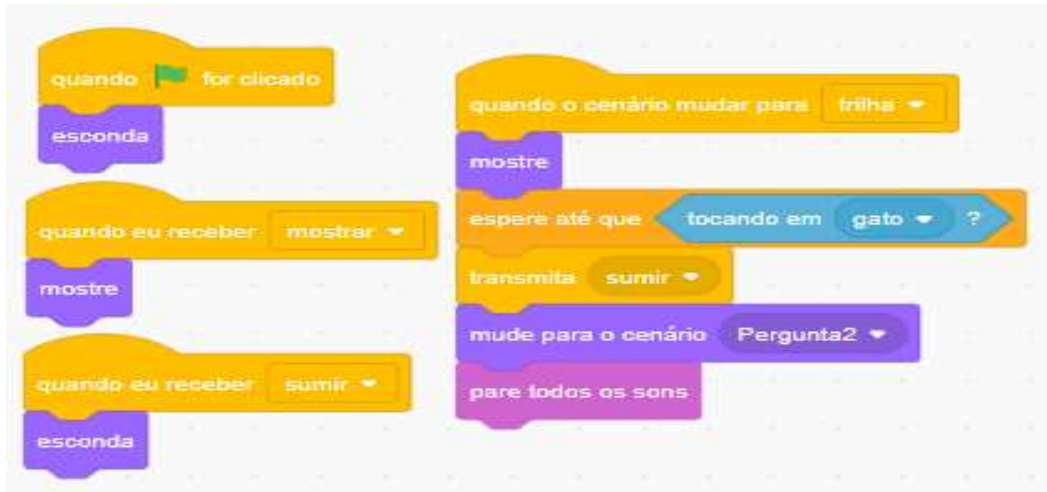 quando for clicado
esconda
quando eu receber mostrar
mostre
quando eu receber sumir
esconda
quando o cenário mudar para trilha
mostre
espere até que tocando em gato ?
transmita sumir
mude para o cenário Pergunta2
pare todos os sons